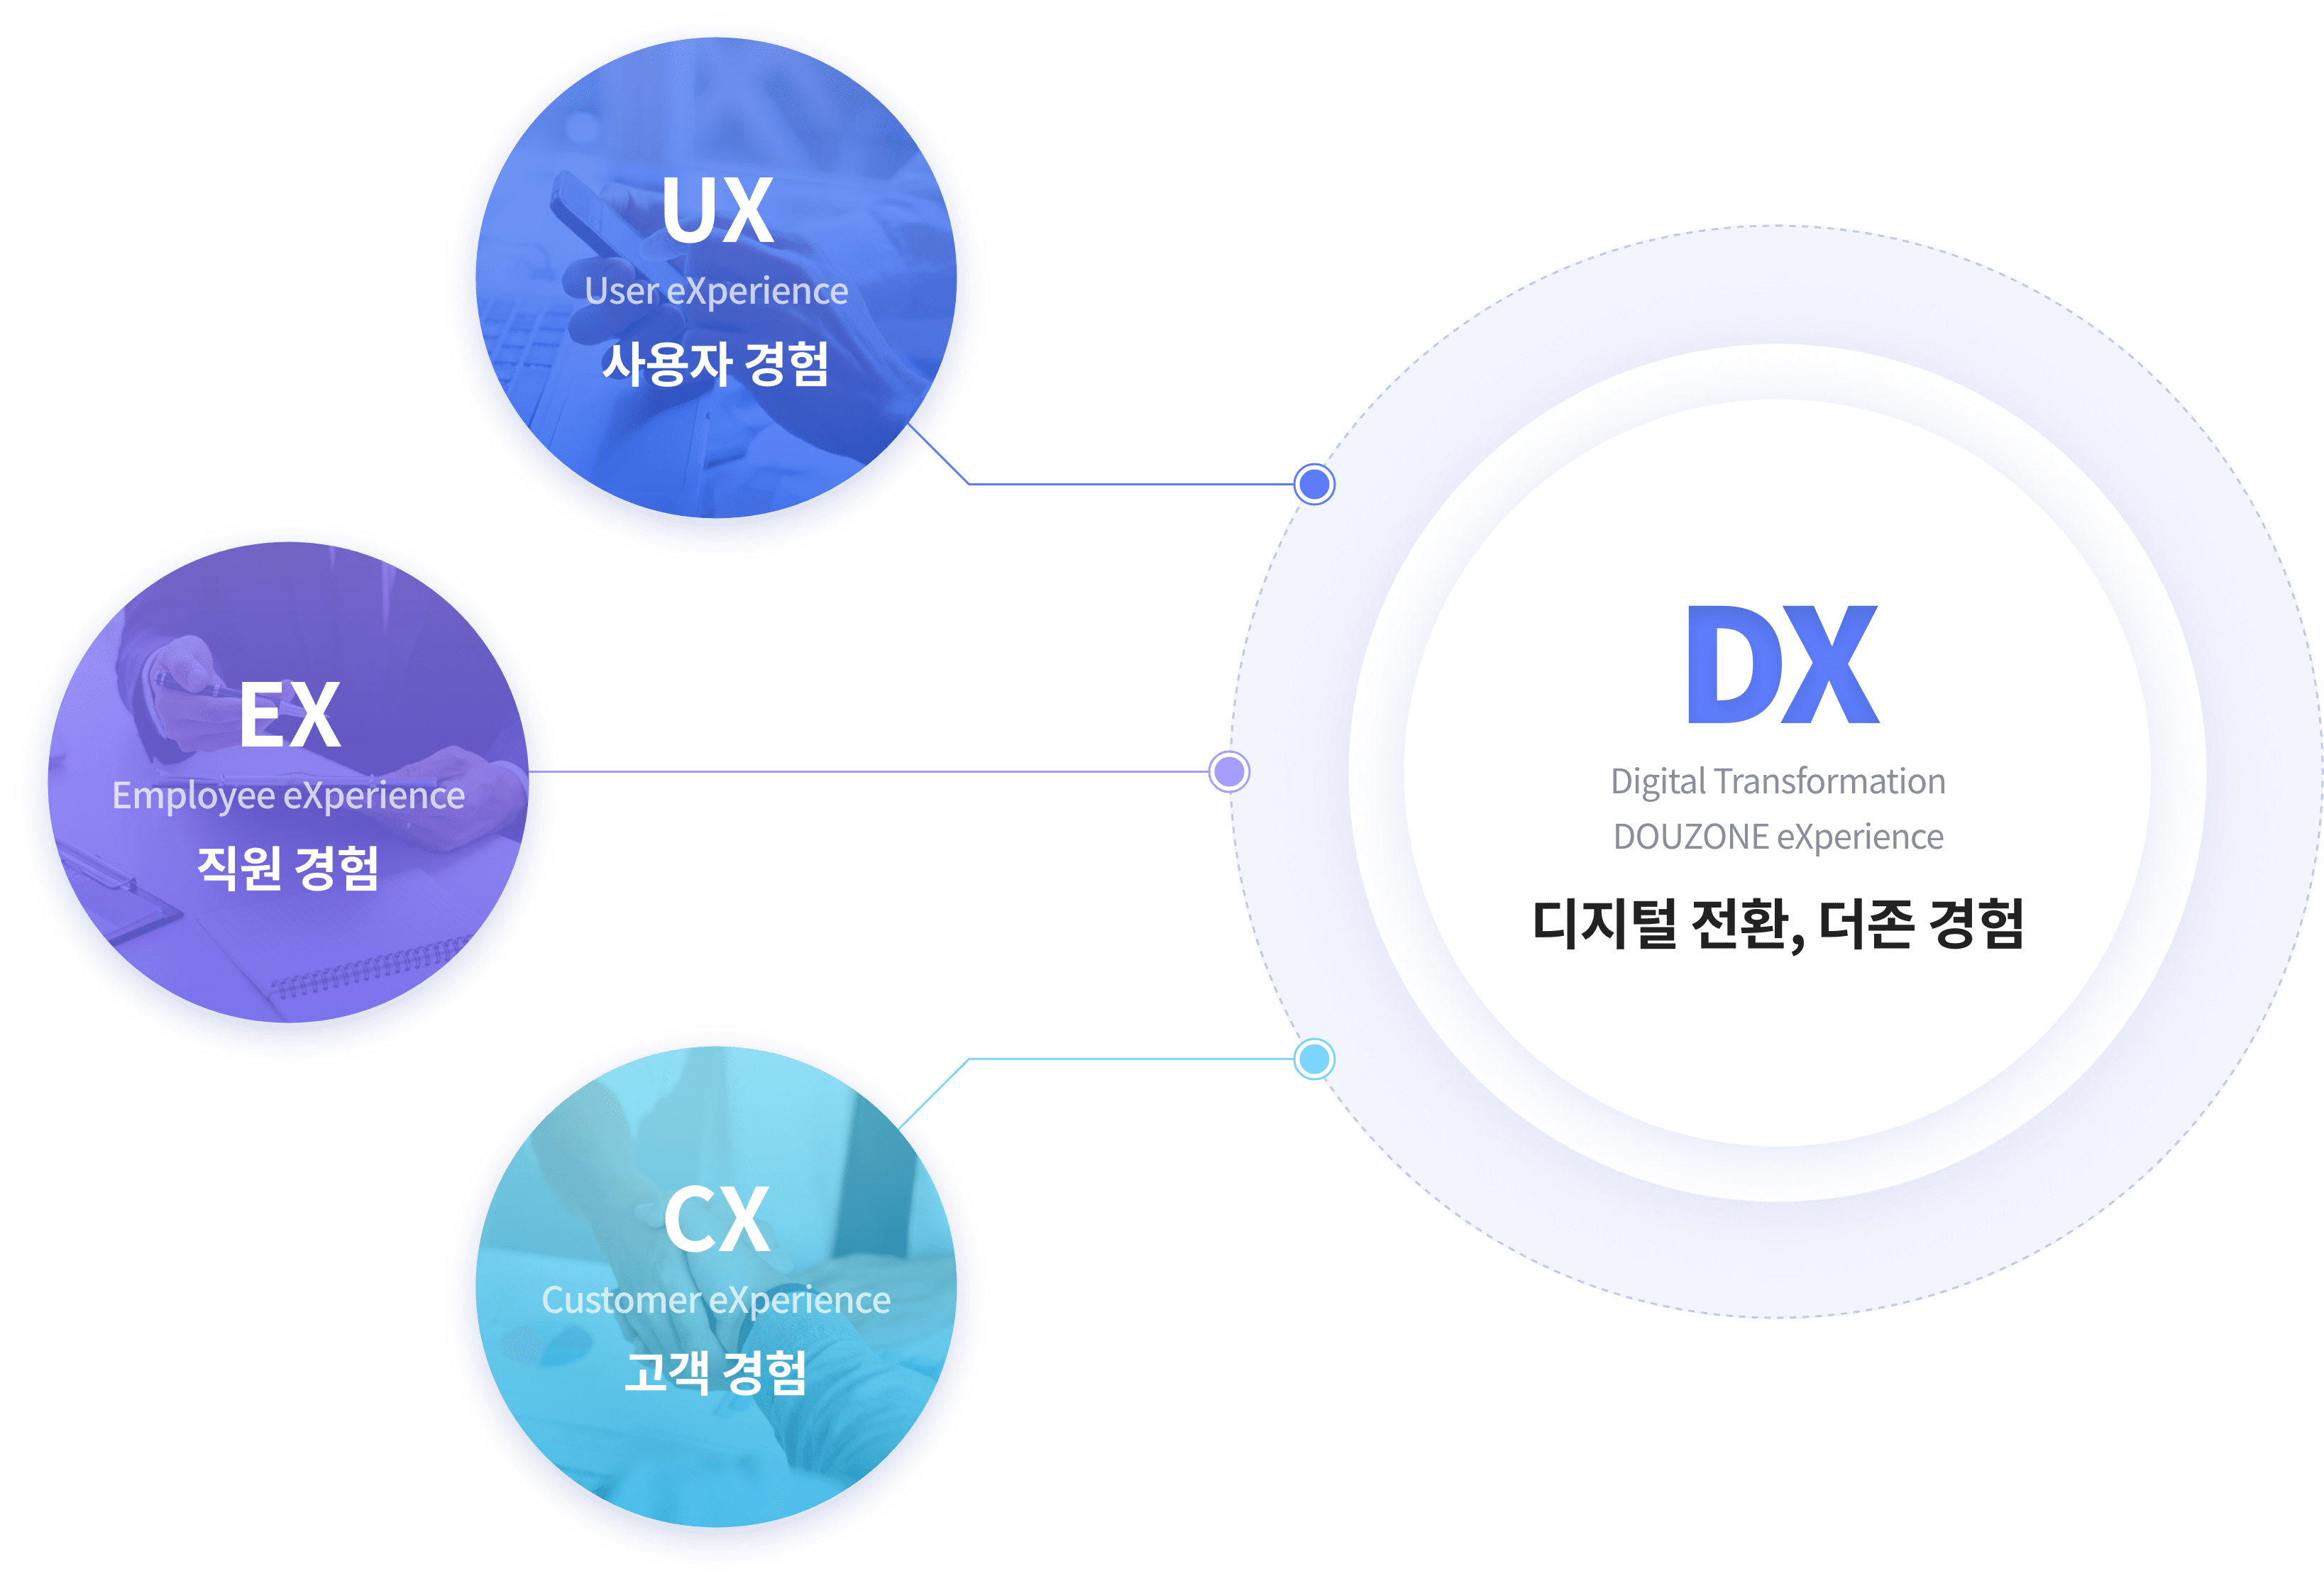 UX
User eXperience
사용자 경험
EX
Employee eXperience
직원 경험
CX
Customer eXperience
고객 경험
DX
Digital Transformation
DOUZONE eXperience
디지털 전환, 더존 경험